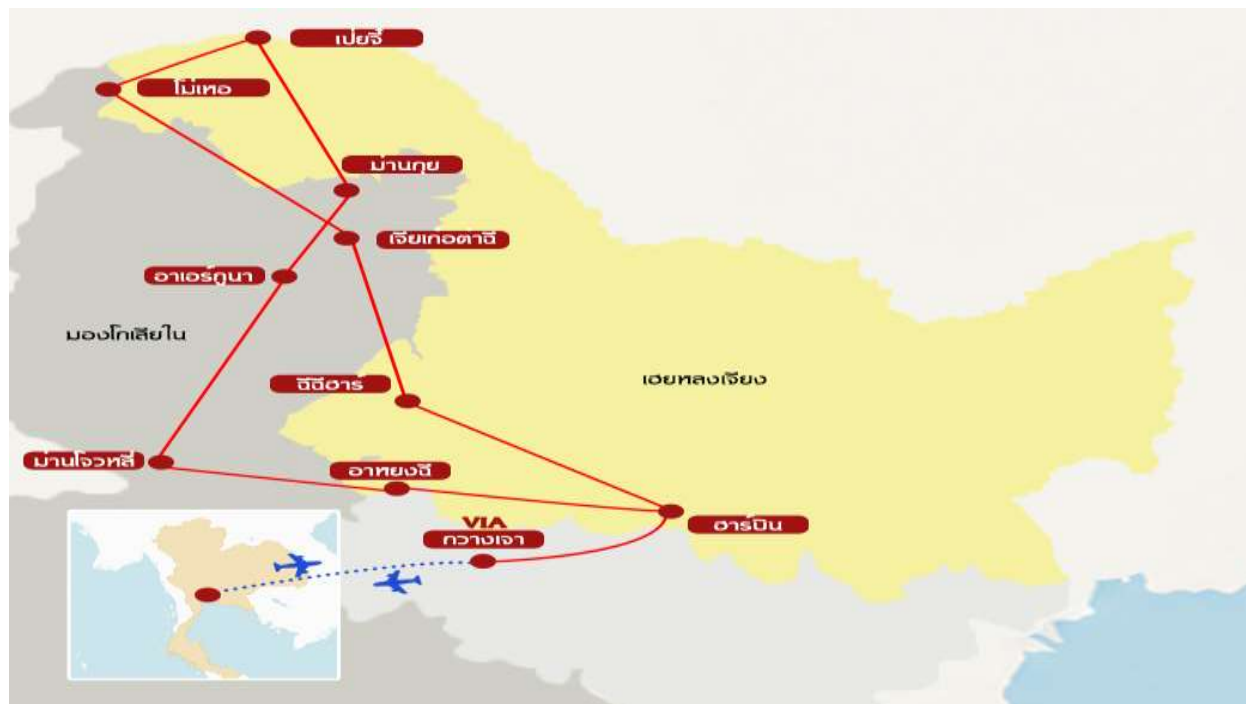 เป่ยจี๋
โม่เหอ
ม่านกุย
เจียเกอต๋าฉี
อาเอร์กูนา
มองโกเลียใน
ฉีฉีฮาร์
เฮยหลงเจียง
ม่านโจวหลี่
อาหยงฉี
VIA
กวางเจา
ฮาร์บิน